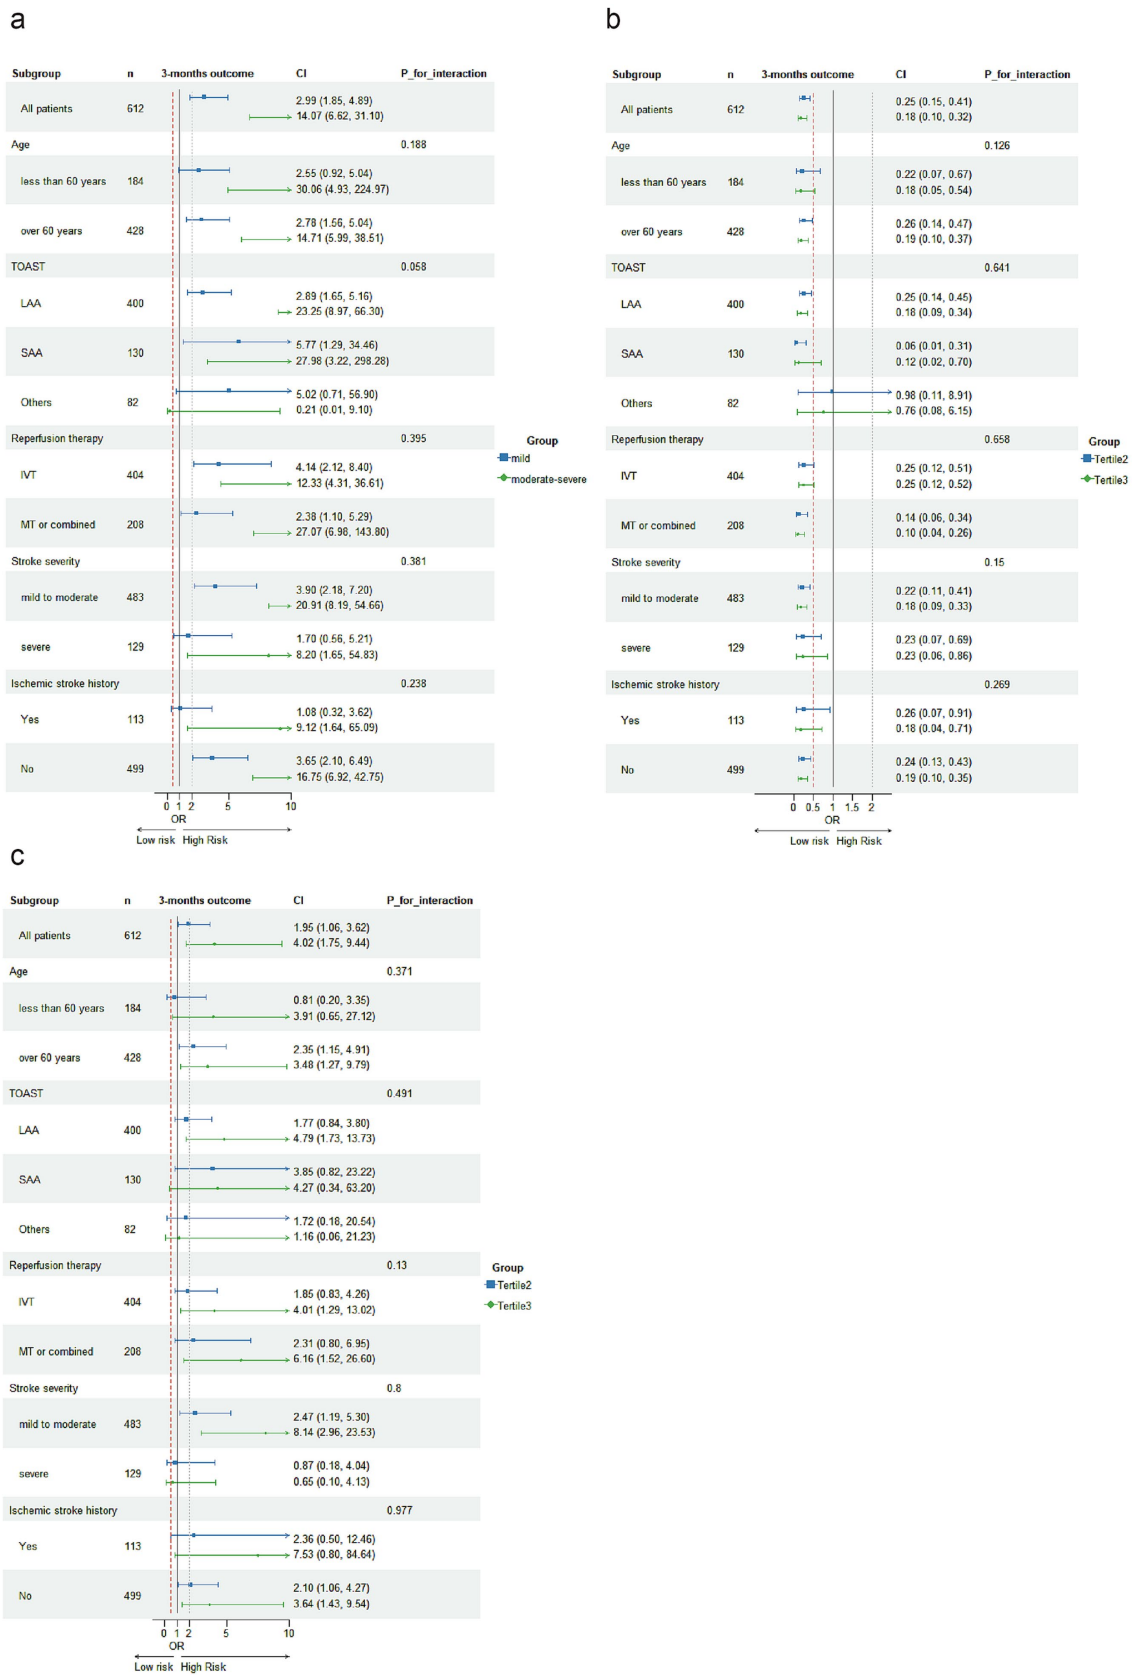 a
Subgroup n 3-months outcome CI P_for_interaction
All patients 612 2.99 (1.85, 4.89)
14.07 (6.62, 31.10)
Age 0.188
less than 60 years 184 2.55 (0.92, 5.04)
30.06 (4.93, 224.97)
over 60 years 428 2.78 (1.56, 5.04)
14.71 (5.99, 38.51)
TOAST 0.058
LAA 400 2.89 (1.65, 5.16)
23.25 (8.97, 66.30)
SAA 130 5.77 (1.29, 34.46)
27.98 (3.22, 298.28)
Others 82 5.02 (0.71, 56.90)
0.21 (0.01, 9.10)
Reperfusion therapy 0.395
IVT 404 4.14 (2.12, 8.40)
12.33 (4.31, 36.61)
MT or combined 208 2.38 (1.10, 5.29)
27.07 (6.98, 143.80)
Stroke severity 0.381
mild to moderate 483 3.90 (2.18, 7.20)
20.91 (8.19, 54.66)
severe 129 1.70 (0.56, 5.21)
8.20 (1.65, 54.83)
Ischemic stroke history 0.238
Yes 113 1.08 (0.32, 3.62)
9.12 (1.64, 65.09)
No 499 3.65 (2.10, 6.49)
16.75 (6.92, 42.75)
0 1 2 5 10
OR
Low risk High Risk
Group
mild
moderate-severe
b
Subgroup n 3-months outcome CI P_for_interaction
All patients 612 0.25 (0.15, 0.41)
0.18 (0.10, 0.32)
Age 0.126
less than 60 years 184 0.22 (0.07, 0.67)
0.18 (0.05, 0.54)
over 60 years 428 0.26 (0.14, 0.47)
0.19 (0.10, 0.37)
TOAST 0.641
LAA 400 0.25 (0.14, 0.45)
0.18 (0.09, 0.34)
SAA 130 0.06 (0.01, 0.31)
0.12 (0.02, 0.70)
Others 82 0.98 (0.11, 8.91)
0.76 (0.08, 6.15)
Reperfusion therapy 0.658
IVT 404 0.25 (0.12, 0.51)
0.25 (0.12, 0.52)
MT or combined 208 0.14 (0.06, 0.34)
0.10 (0.04, 0.26)
Stroke severity 0.15
mild to moderate 483 0.22 (0.11, 0.41)
0.18 (0.09, 0.33)
severe 129 0.23 (0.07, 0.69)
0.23 (0.06, 0.86)
Ischemic stroke history 0.269
Yes 113 0.26 (0.07, 0.91)
0.18 (0.04, 0.71)
No 499 0.24 (0.13, 0.43)
0.19 (0.10, 0.35)
0 0.5 1 1.5 2
OR
Low risk High Risk
Group
Tertile2
Tertile3
c
Subgroup n 3-months outcome CI P_for_interaction
All patients 612 1.95 (1.06, 3.62)
4.02 (1.75, 9.44)
Age 0.371
less than 60 years 184 0.81 (0.20, 3.35)
3.91 (0.65, 27.12)
over 60 years 428 2.35 (1.15, 4.91)
3.48 (1.27, 9.79)
TOAST 0.491
LAA 400 1.77 (0.84, 3.80)
4.79 (1.73, 13.73)
SAA 130 3.85 (0.82, 23.22)
4.27 (0.34, 63.20)
Others 82 1.72 (0.18, 20.54)
1.16 (0.06, 21.23)
Reperfusion therapy 0.13
IVT 404 1.85 (0.83, 4.26)
4.01 (1.29, 13.02)
MT or combined 208 2.31 (0.80, 6.95)
6.16 (1.52, 26.60)
Stroke severity 0.8
mild to moderate 483 2.47 (1.19, 5.30)
8.14 (2.96, 23.53)
severe 129 0.87 (0.18, 4.04)
0.65 (0.10, 4.13)
Ischemic stroke history 0.977
Yes 113 2.36 (0.50, 12.46)
7.53 (0.80, 84.64)
No 499 2.10 (1.06, 4.27)
3.64 (1.43, 9.54)
0 1 2 5 10
OR
Low risk High Risk
Group
Tertile2
Tertile3